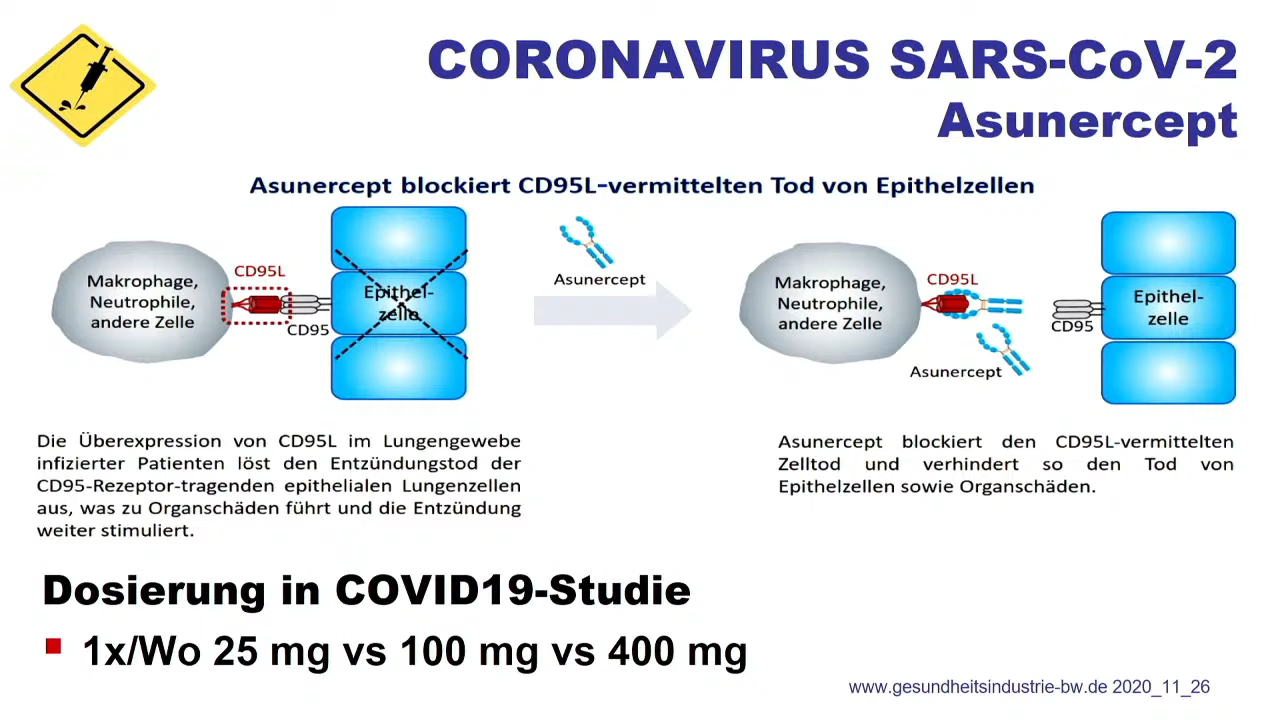 CORONAVIRUS SARS-CoV-2
Asunercept
Asunercept blockiert CD95L-vermittelten Tod von Epithelzellen
Makrophage,
Neutrophile,
andere Zelle
CD95L
CD95
Epithel-
zelle
Asunercept
Makrophage,
Neutrophile,
andere Zelle
CD95L
Asunercept
CD95
Epithel-
zelle
Die Überexpression von CD95L im Lungengewebe
infizierter Patienten löst den Entzündungstod der
CD95-Rezeptor-tragenden epithelialen Lungenzellen
aus, was zu Organschäden führt und die Entzündung
weiter stimuliert.
Asunercept blockiert den CD95L-vermittelten
Zelltod und verhindert so den Tod von
Epithelzellen sowie Organschäden.
Dosierung in COVID19-Studie
1x/Wo 25 mg vs 100 mg vs 400 mg
www.gesundheitsindustrie-bw.de 2020_11_26